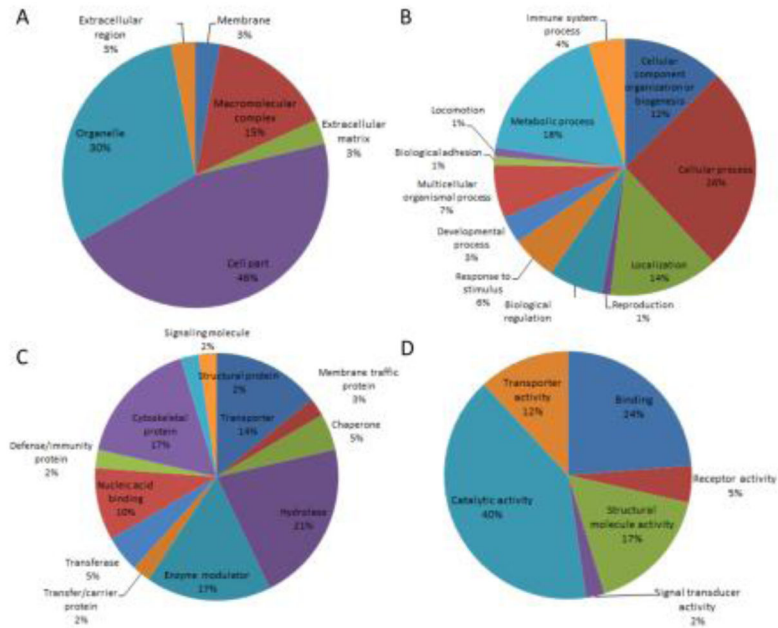 A
Extracellular
region
3%
Membrane
3%
Macromolecular
complex
15%
Extracellular
matrix
3%
Organelle
30%
Cell part
46%
B
Immune system
process
4%
Cellular
component
organization or
biogenesis
12%
Locomotion
1%
Metabolic process
18%
Biological adhesion
1%
Cellular process
26%
Multicellular
organismal process
7%
Developmental
process
3%
Response to
stimulus
6%
Biological
regulation
Localization
14%
Reproduction
1%
C
Signaling molecule
2%
Structural protein
2%
Membrane traffic
protein
3%
Transporter
14%
Chaperone
5%
Cytoskeletal
protein
17%
Defense/immunity
protein
2%
Nucleic acid
binding
10%
Hydrolase
21%
Transferase
5%
Enzyme modulator
17%
Transfer/carrier
protein
2%
D
Transporter
activity
12%
Binding
24%
Receptor activity
5%
Catalytic activity
40%
Structural
molecule activity
17%
Signal transducer
activity
2%